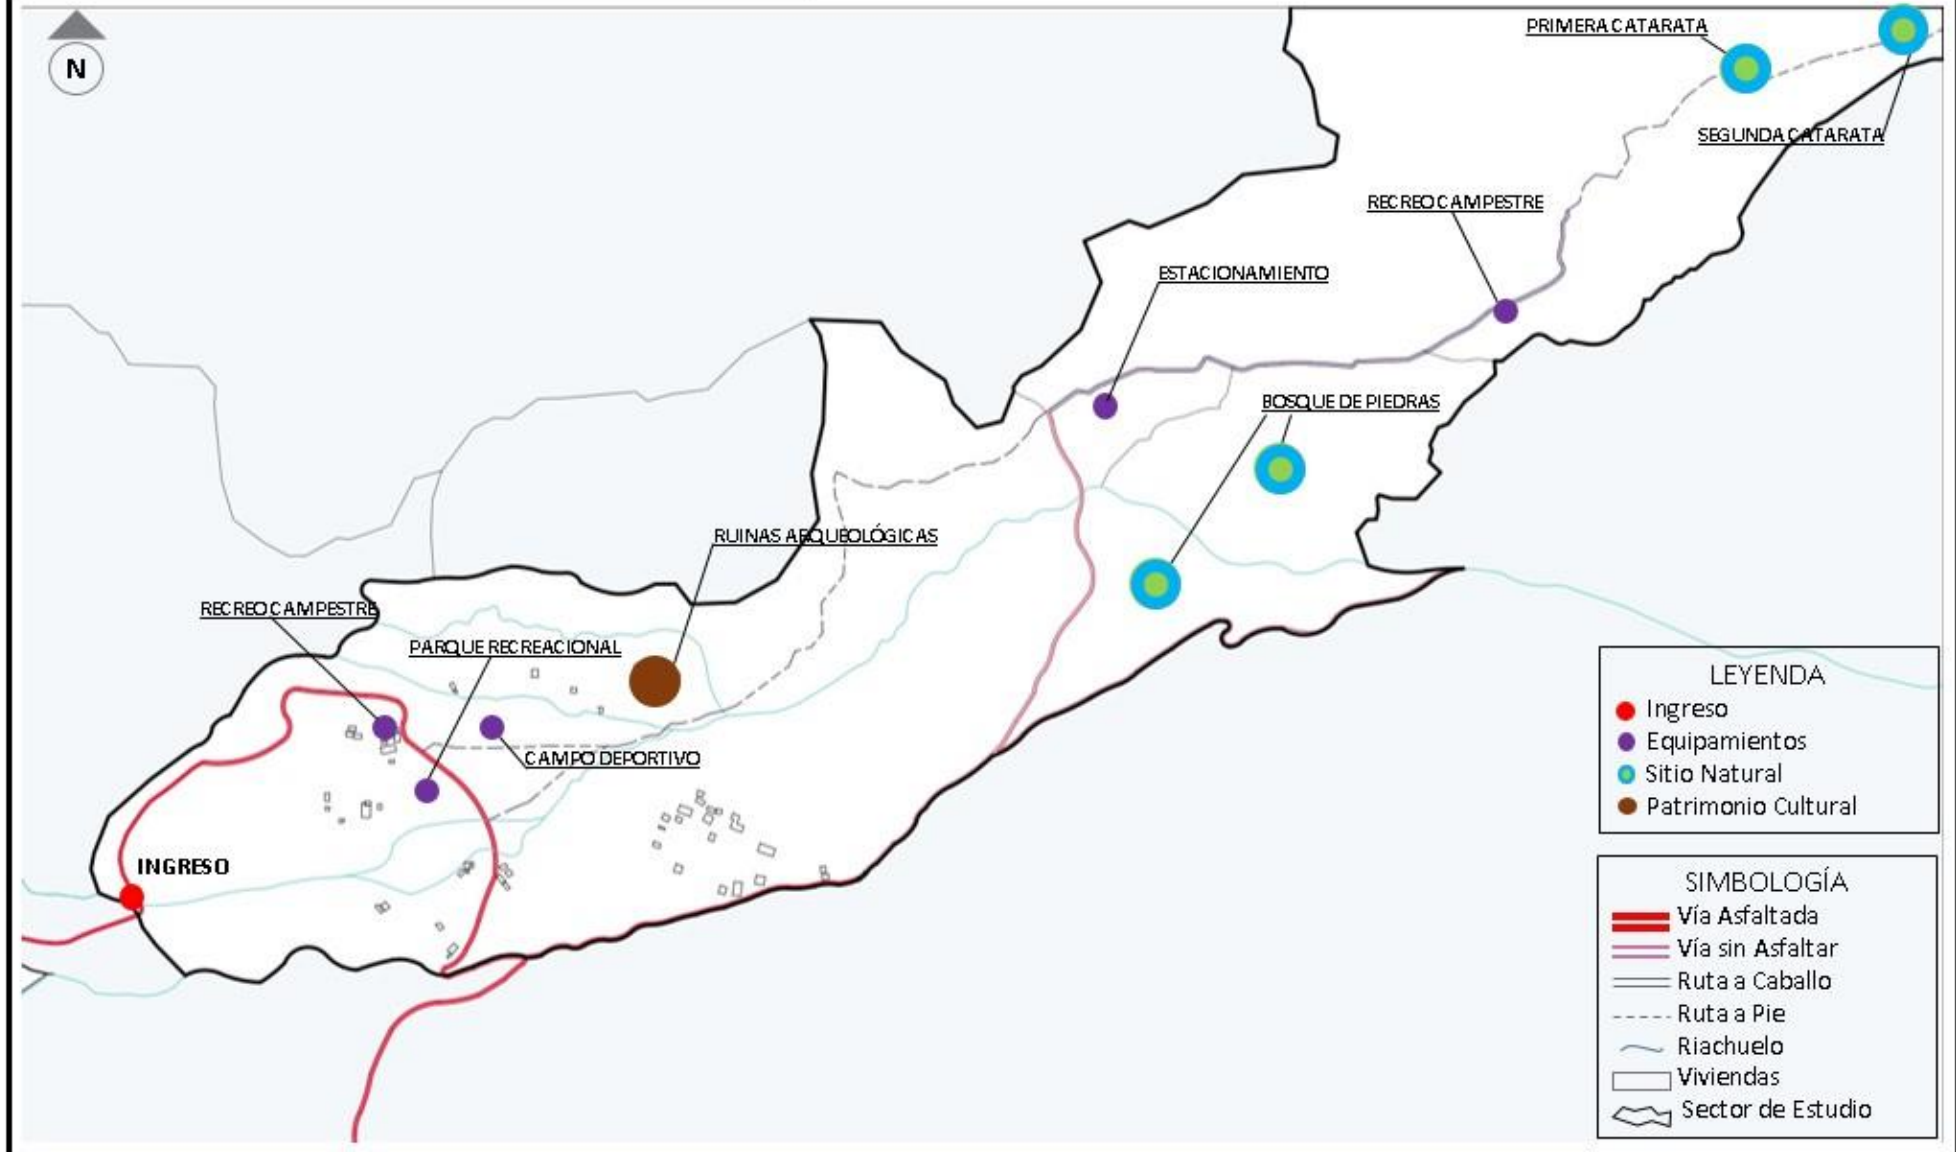 N
PRIMERA CATARATA
SEGUNDA CATARATA
RECREO CAMPESTRE
ESTACIONAMIENTO
BOSQUE DE PIEDRAS
RUINAS ARQUEOLÓGICAS
RECREO CAMPESTRE
PARQUE RECREACIONAL
CAMPO DEPORTIVO
INGRESO
LEYENDA
Ingreso
Equipamientos
Sitio Natural
Patrimonio Cultural
SIMBOLOGÍA
Vía Asfaltada
Vía sin Asfaltar
Ruta a Caballo
Ruta a Pie
Riachuelo
Viviendas
Sector de Estudio